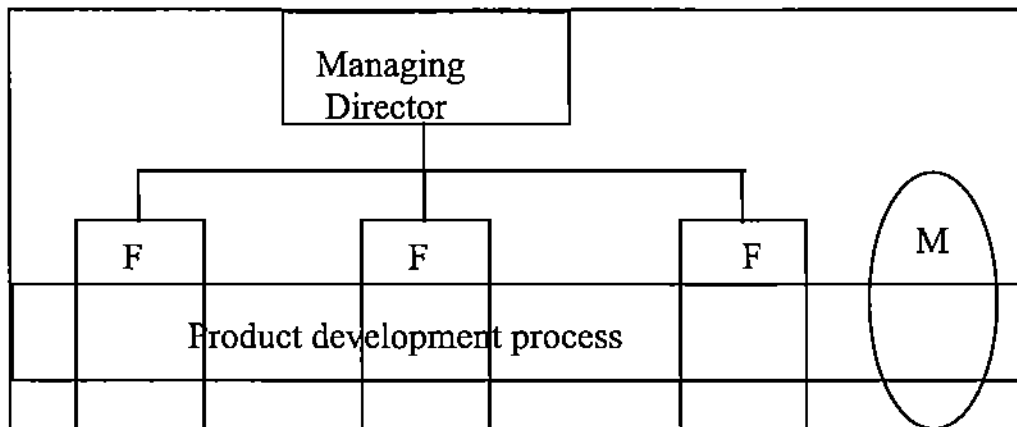 Managing
Director
F
F
F
M
Product development process